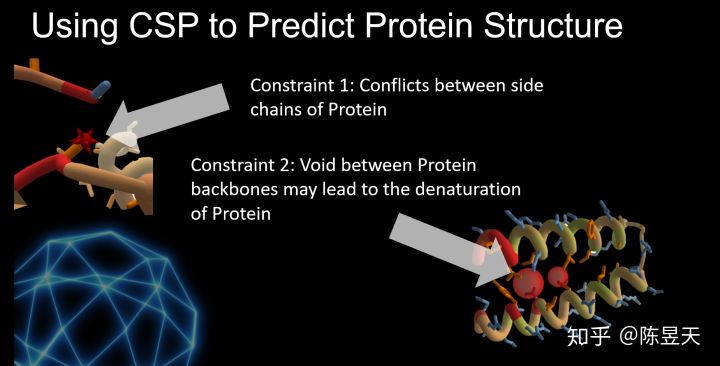 Using CSP to Predict Protein Structure
Constraint 1: Conflicts between side
chains of Protein
Constraint 2: Void between Protein
backbones may lead to the denaturation
of Protein
知乎 @陈昱天